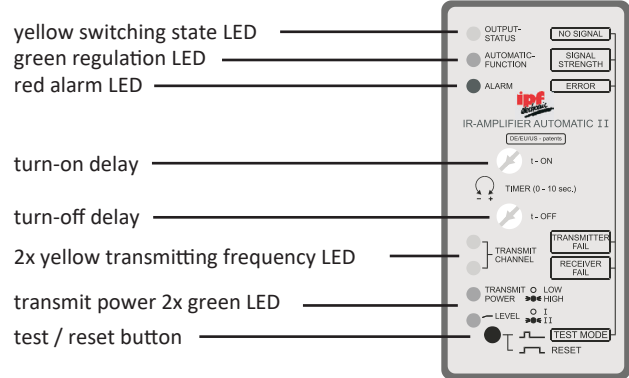 yellow switching state LED
green regulation LED
red alarm LED
turn-on delay
turn-off delay
2x yellow transmitting frequency LED
transmit power 2x green LED
test / reset button
OUTPUT-
STATUS
NO SIGNAL
AUTOMATIC-
FUNCTION
SIGNAL
STRENGTH
ALARM
ERROR
ipf
electronic
IR-AMPLIFIER AUTOMATIC II
DE/EU/US - patents
t - ON
TIMER (0 - 10 sec.)
- +
t - OFF
TRANSMIT
CHANNEL
TRANSMITTER
FAIL
RECEIVER
FAIL
TRANSMIT
POWER
LOW
HIGH
LEVEL
I
II
TEST MODE
RESET